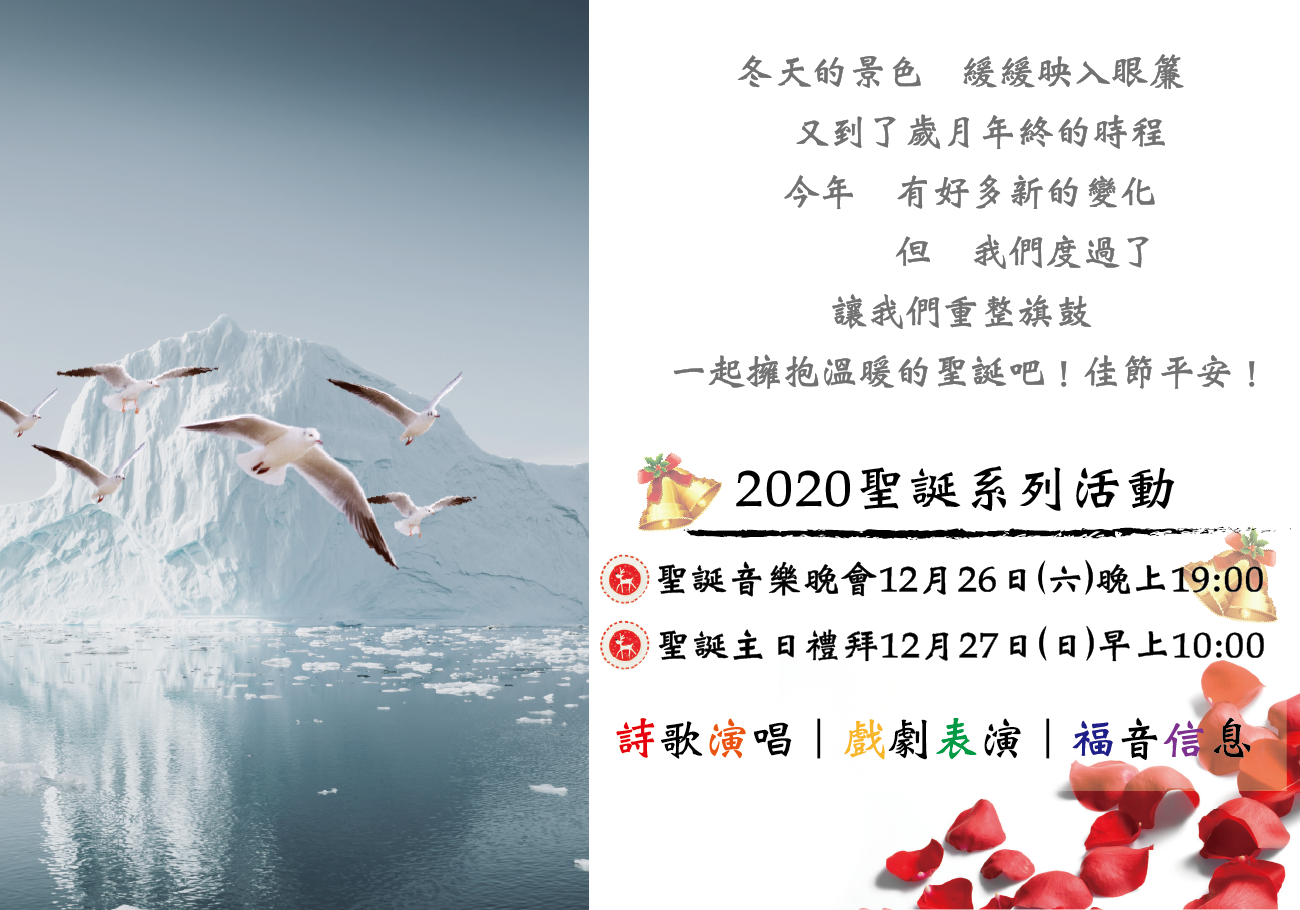 冬天的景色　緩緩映入眼簾
又到了歲月年終的時程
今年　有好多新的變化
但　我們度過了
讓我們重整旗鼓
一起擁抱溫暖的聖誕吧！佳節平安！
2020聖誕系列活動
聖誕音樂晚會12月26日(六)晚上19:00
聖誕主日禮拜12月27日(日)早上10:00
詩歌演唱｜戲劇表演｜福音信息